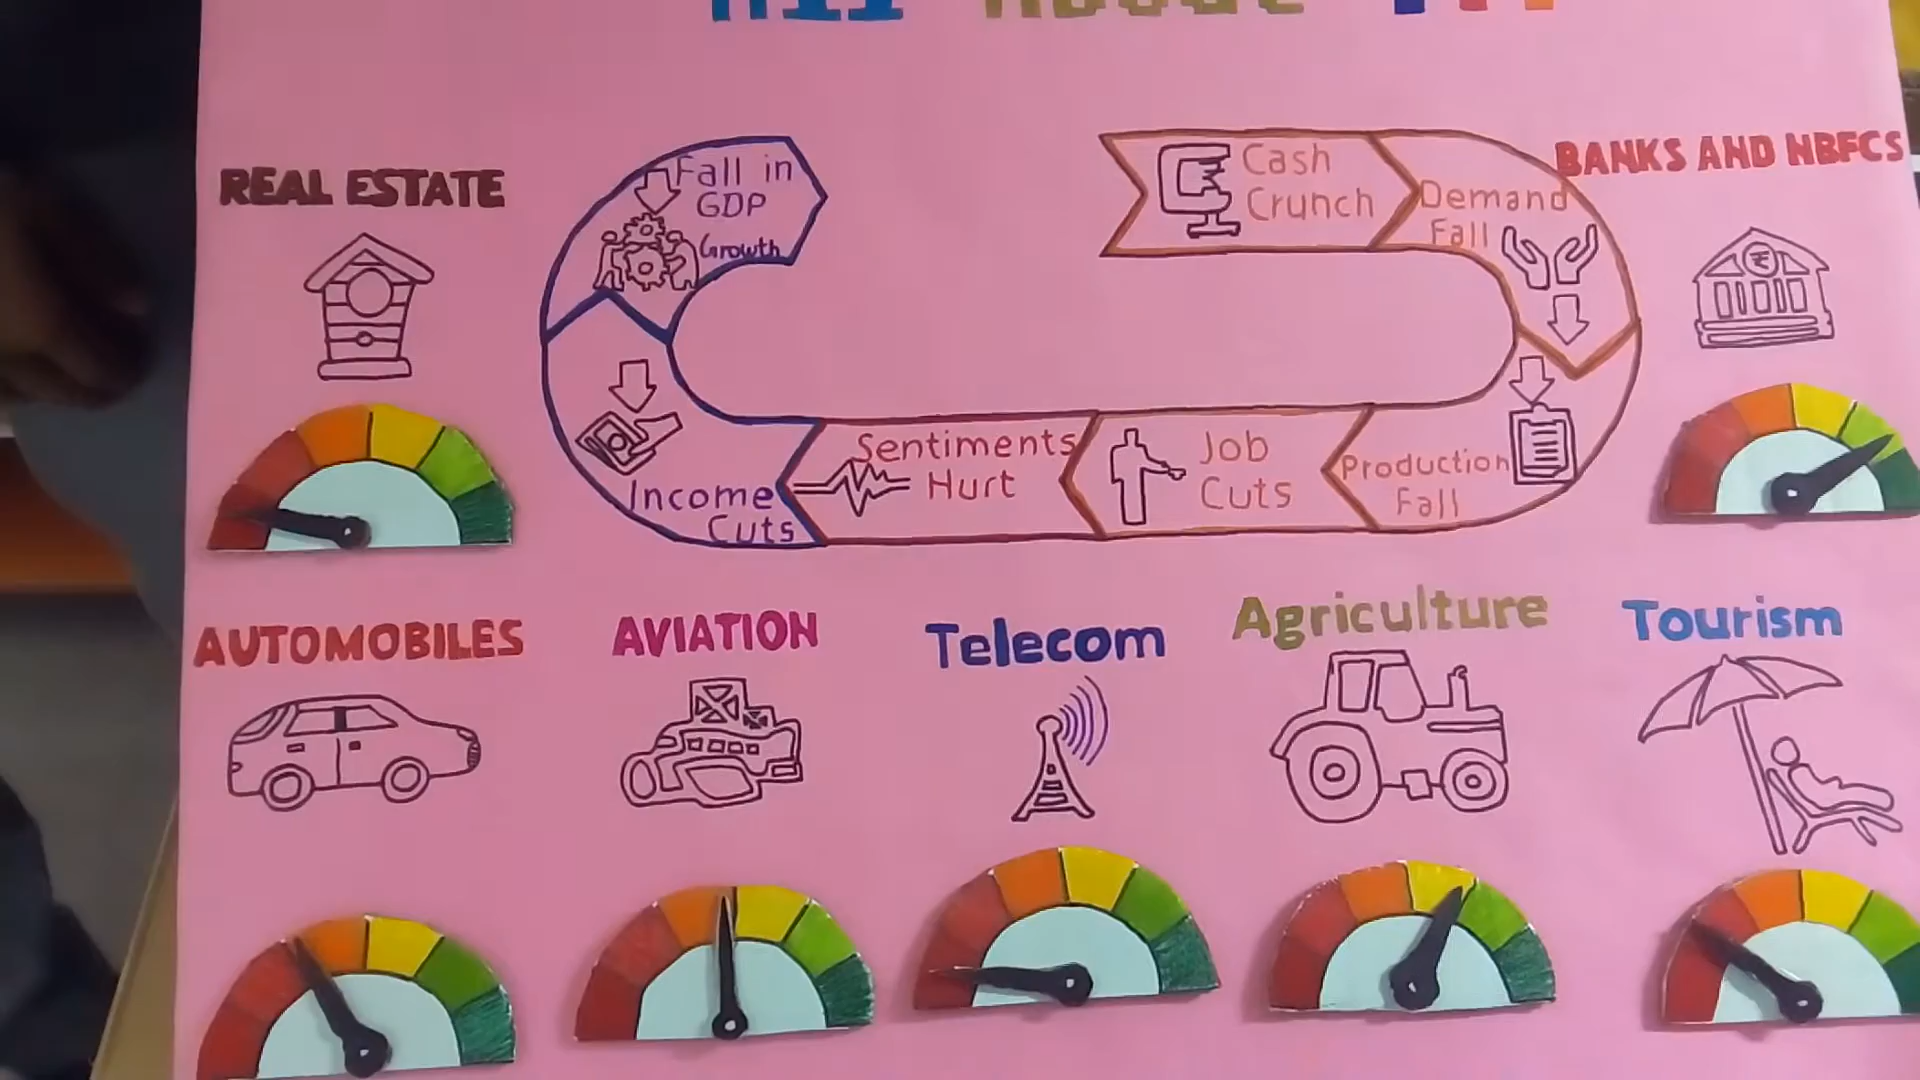 REAL ESTATE
Fall in
GDP
Growth
Cash
Crunch
Demand
Fall
BANKS AND NBFCS
₹
Income
Cuts
Sentiments
Hurt
Job
Cuts
Production
Fall
AUTOMOBILES
AVIATION
Telecom
Agriculture
Tourism